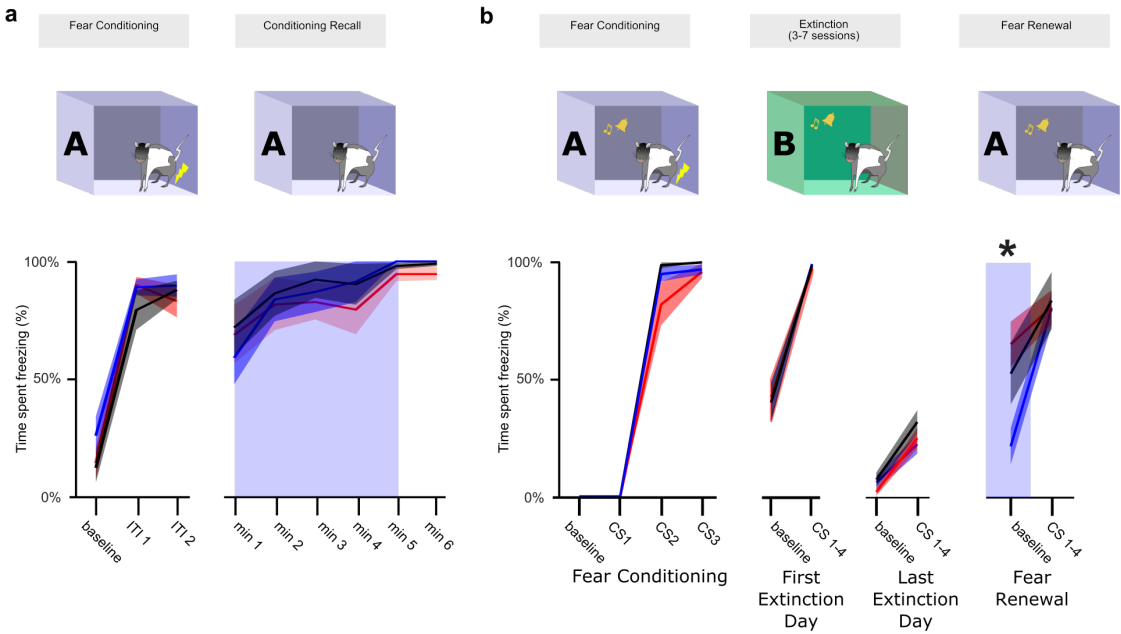 a
Fear Conditioning
Conditioning Recall
A
A
Time spent freezing (%)
100%
50%
0%
baseline
ITI 1
ITI 2
min 1
min 2
min 3
min 4
min 5
min 6
b
Fear Conditioning
Extinction
(3-7 sessions)
Fear Renewal
A
B
A
*
Time spent freezing (%)
100%
50%
0%
baseline
CS1
CS2
CS3
Fear Conditioning
baseline
CS 1-4
First
Extinction
Day
baseline
CS 1-4
Last
Extinction
Day
baseline
CS 1-4
Fear
Renewal